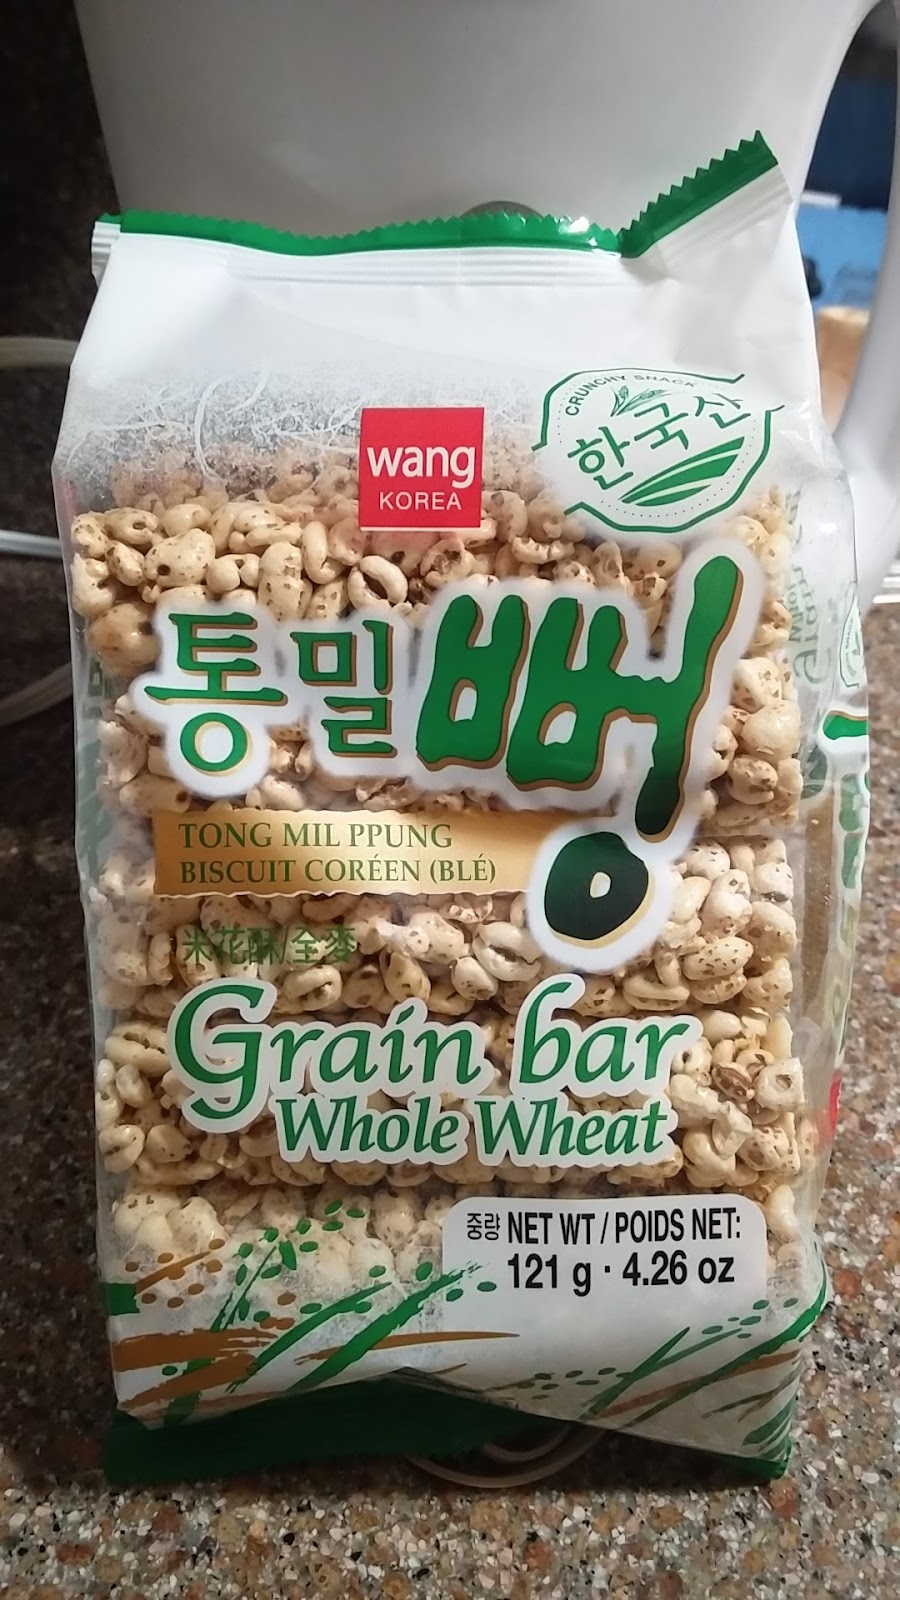 wang
KOREA
CRUNCHY SNACK
한국산
통밀뻥
TONG MIL PPUNG
BISCUIT CORÉEN (BLÉ)
米花酥/全麥
Grain bar
Whole Wheat
중량 NET WT / POIDS NET:
121 g · 4.26 oz